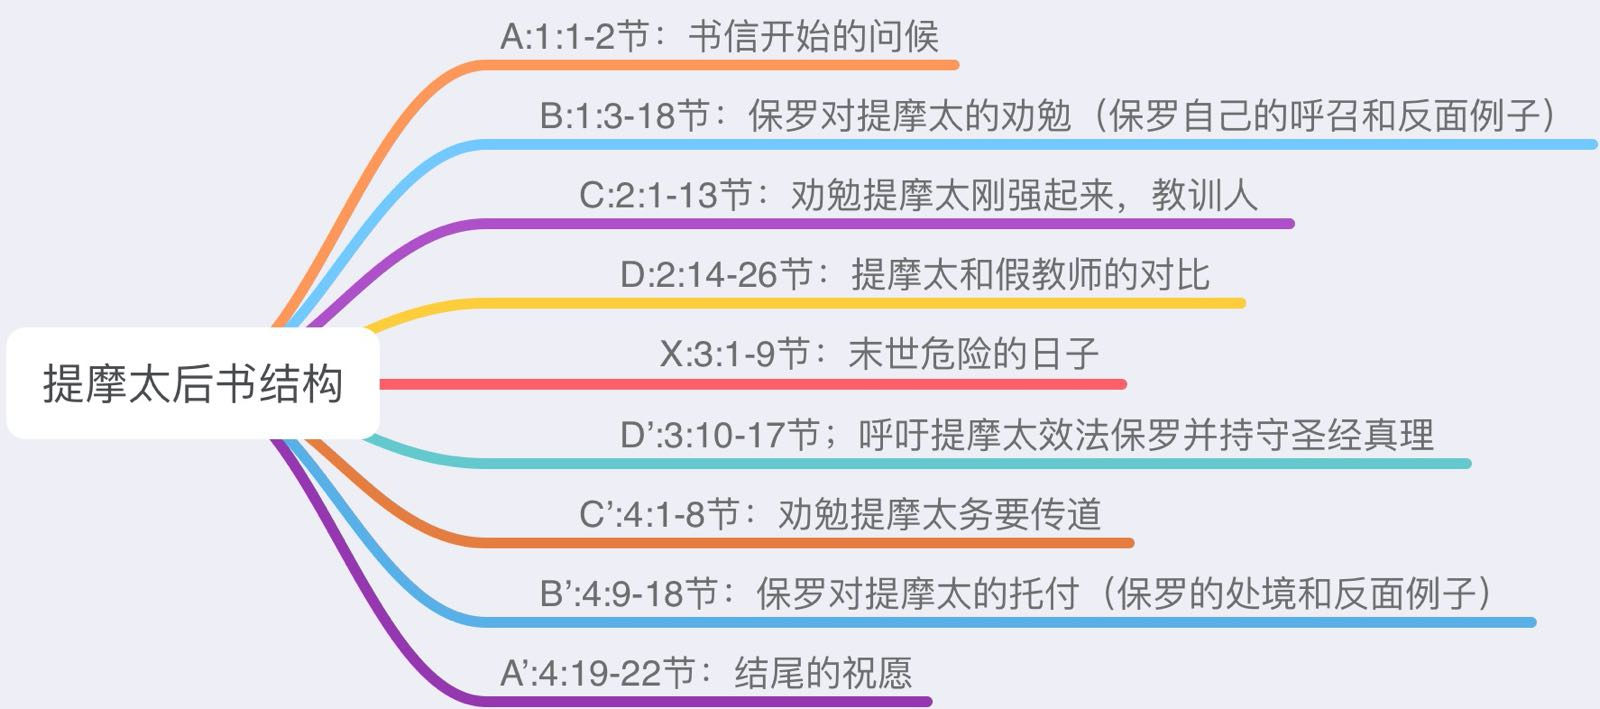 A:1:1-2节：书信开始的问候
B:1:3-18节：保罗对提摩太的劝勉（保罗自己的呼召和反面例子）
C:2:1-13节：劝勉提摩太刚强起来，教训人
D:2:14-26节：提摩太和假教师的对比
X:3:1-9节：末世危险的日子
提摩太后书结构
D’:3:10-17节；呼吁提摩太效法保罗并持守圣经真理
C’:4:1-8节：劝勉提摩太务要传道
B’:4:9-18节：保罗对提摩太的托付（保罗的处境和反面例子）
A’:4:19-22节：结尾的祝愿